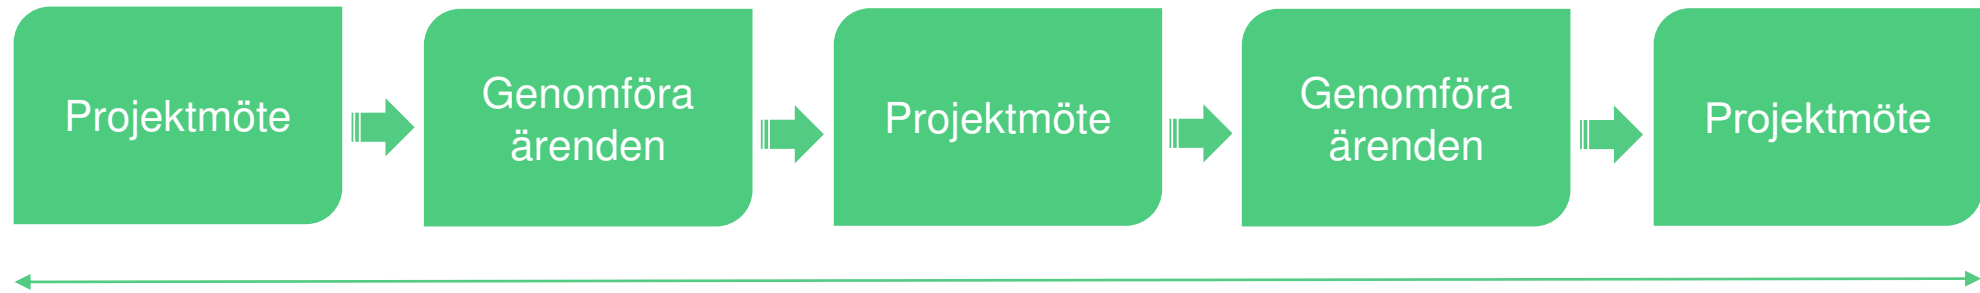 Projektmöte
Genomföra
ärenden
Projektmöte
Genomföra
ärenden
Projektmöte